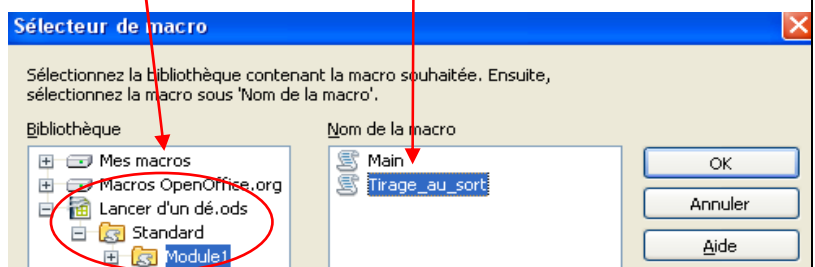 Sélecteur de macro
Sélectionnez la bibliothèque contenant la macro souhaitée. Ensuite,
sélectionnez la macro sous 'Nom de la macro'.
Bibliothèque
Nom de la macro
Mes macros
Macros OpenOffice.org
Lancer d'un dé.ods
Standard
Module1
Main
Tirage_au_sort
OK
Annuler
Aide